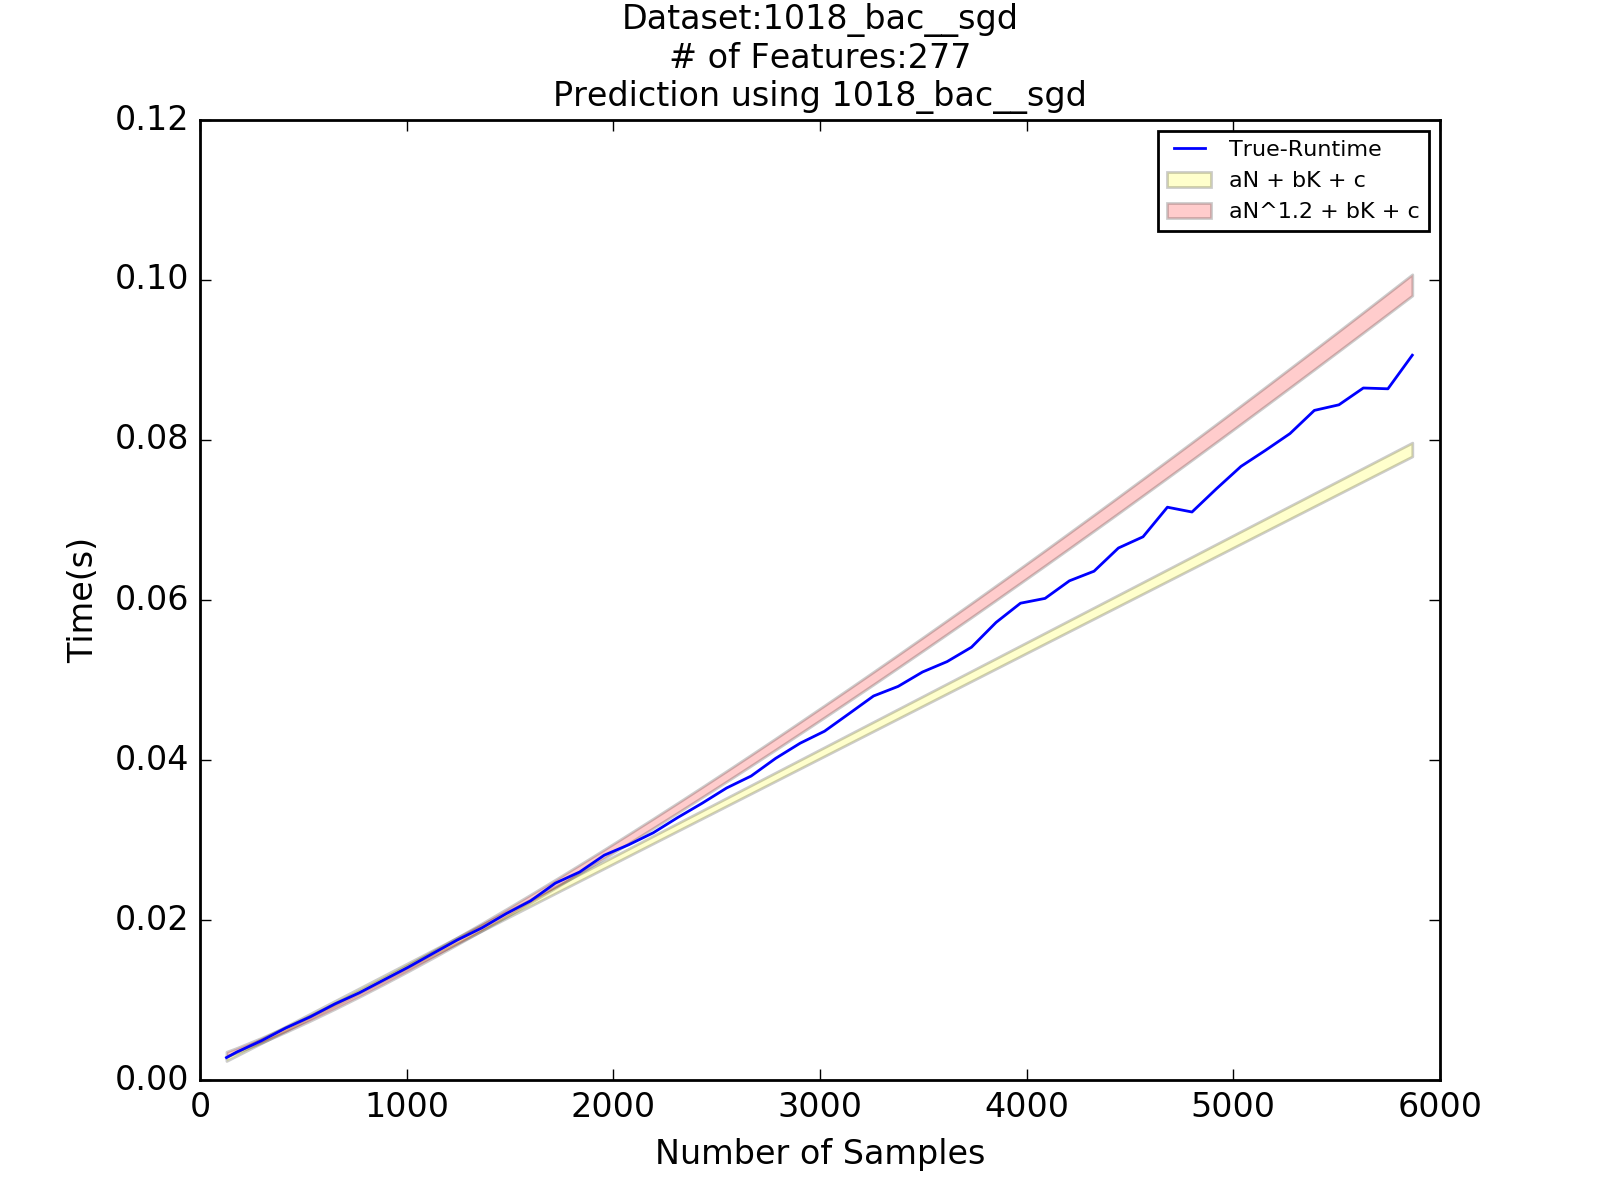 Dataset:1018_bac__sgd
# of Features:277
Prediction using 1018_bac__sgd
0.12
0.10
0.08
0.06
0.04
0.02
0.00
Time(s)
True-Runtime
aN + bK + c
aN^1.2 + bK + c
0 1000 2000 3000 4000 5000 6000
Number of Samples